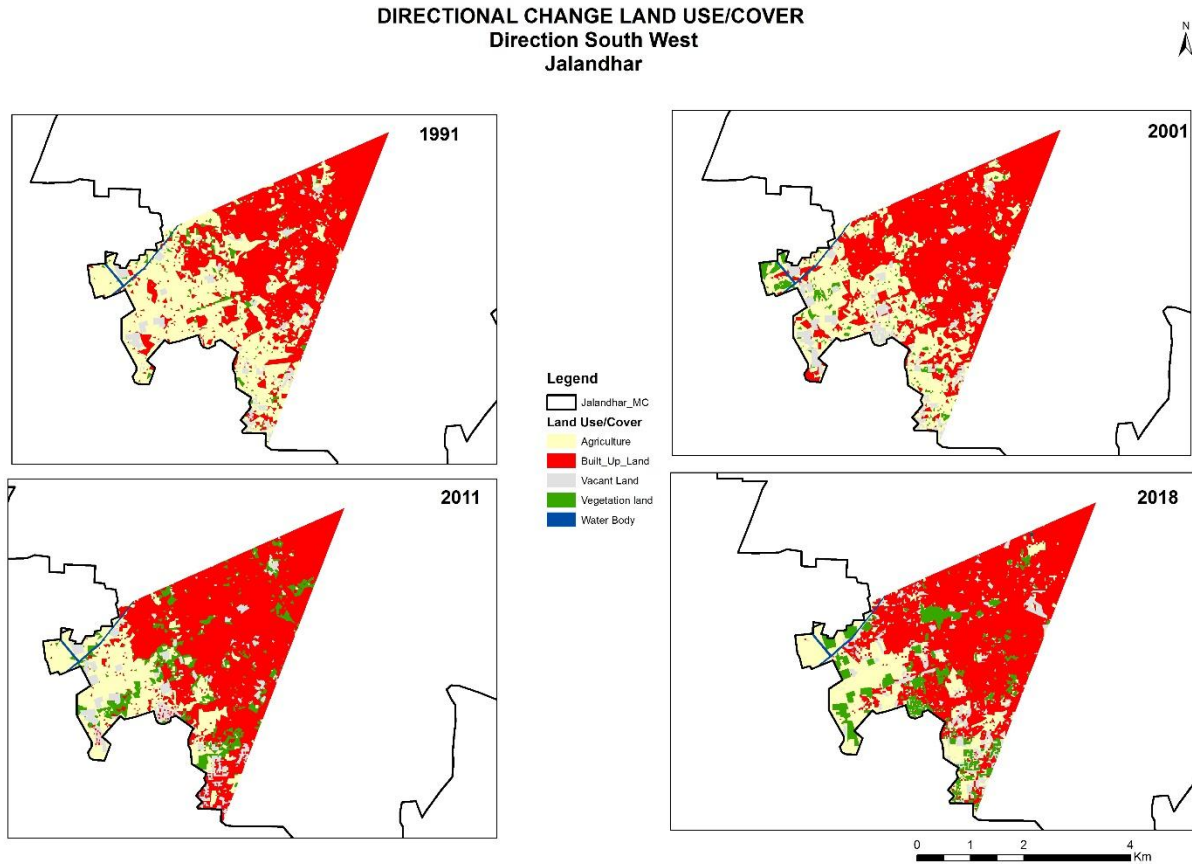 DIRECTIONAL CHANGE LAND USE/COVER
Direction South West
Jalandhar
N
1991
2001
Legend
Jalandhar_MC
Land Use/Cover
Agriculture
Built_Up_Land
Vacant Land
Vegetation land
Water Body
2011
2018
0 1 2 4
Km